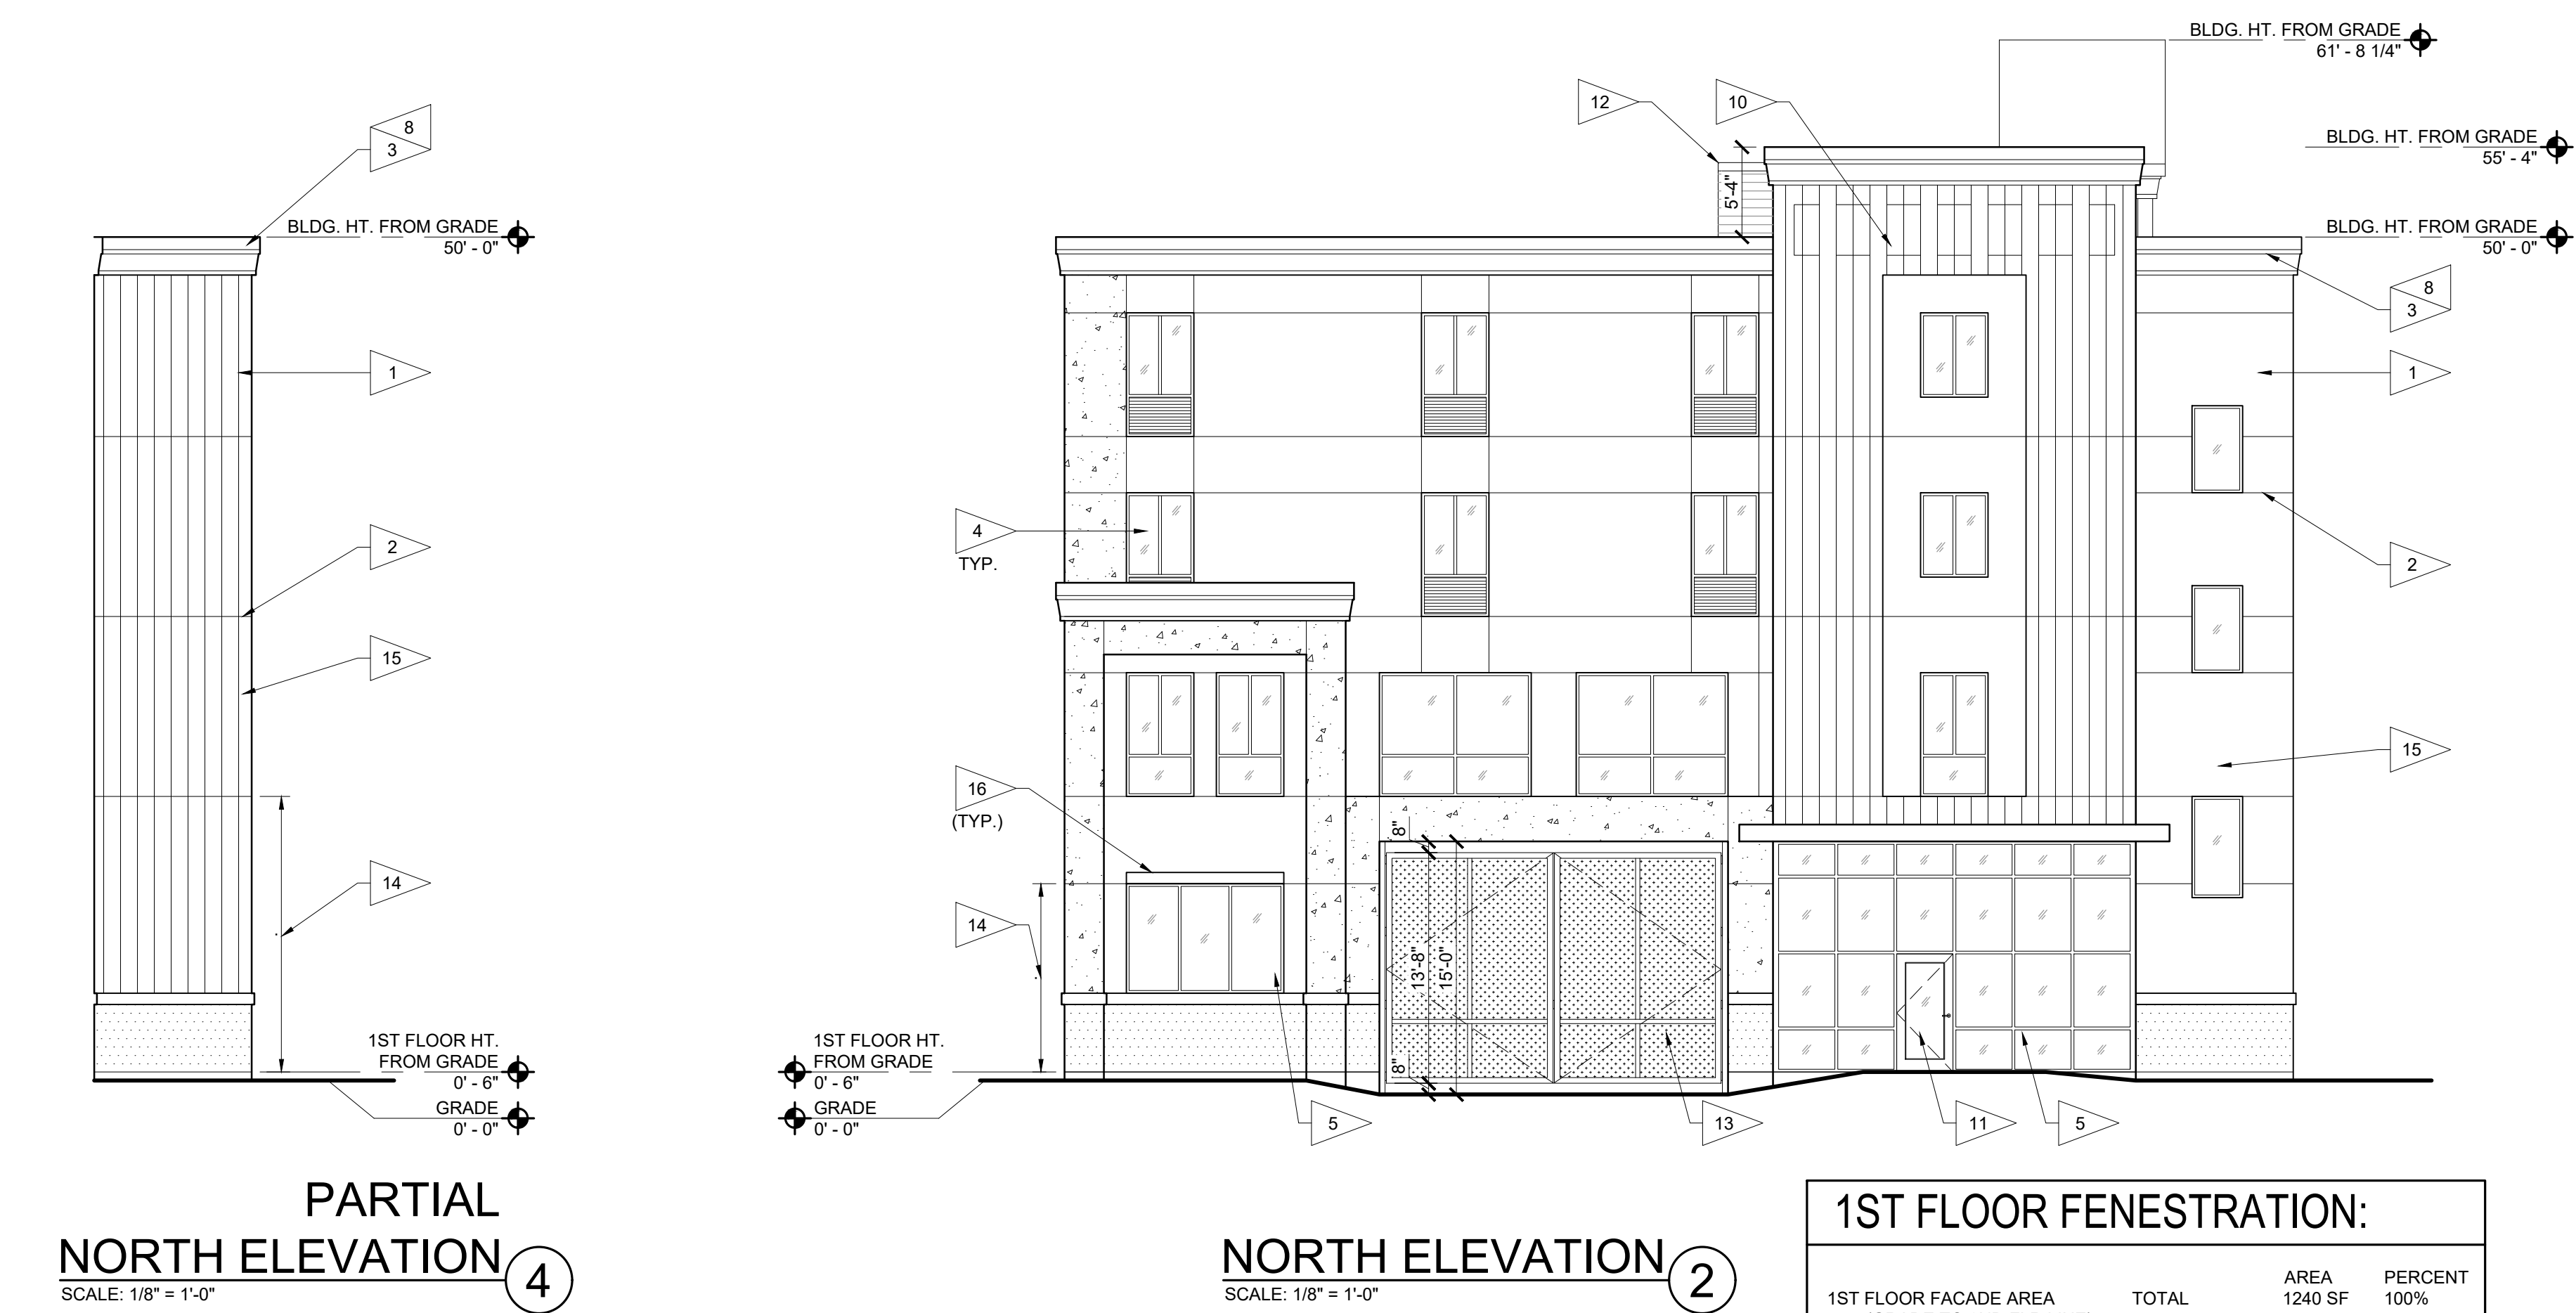 BLDG. HT. FROM GRADE
61' - 8 1/4"
12
10
8
3
BLDG. HT. FROM GRADE
55' - 4"
5'-4"
BLDG. HT. FROM GRADE
50' - 0"
BLDG. HT. FROM GRADE
50' - 0"
8
3
1
1
4
TYP.
2
2
15
15
16
(TYP.)
8"
14
14
13'-8"
15'-0"
8"
1ST FLOOR HT.
FROM GRADE
0' - 6"
GRADE
0' - 0"
1ST FLOOR HT.
FROM GRADE
0' - 6"
GRADE
0' - 0"
5
13
11
5
PARTIAL
NORTH ELEVATION
4
SCALE: 1/8" = 1'-0"
NORTH ELEVATION
2
SCALE: 1/8" = 1'-0"
1ST FLOOR FENESTRATION:
AREA PERCENT
1ST FLOOR FACADE AREA TOTAL 1240 SF 100%